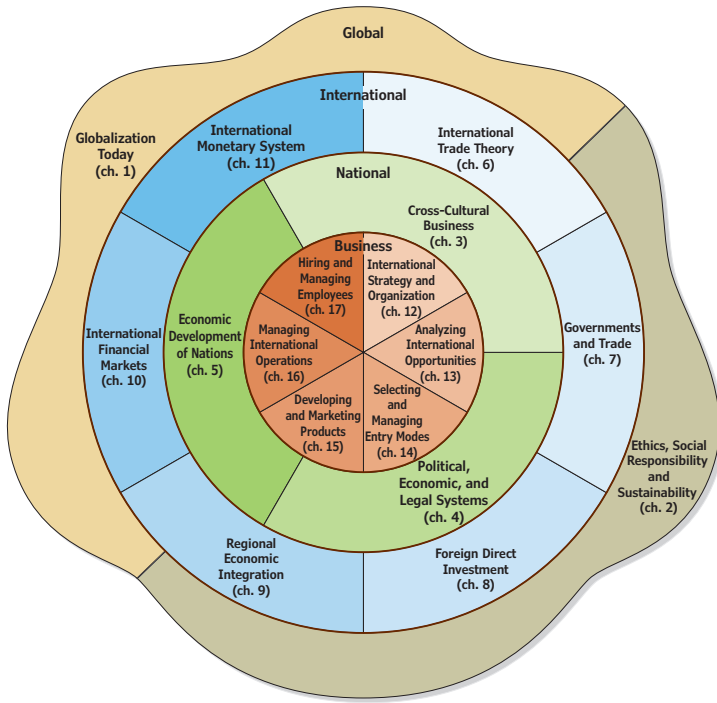 Global
International
Globalization
Today
(ch. 1)
International
Monetary System
(ch. 11)
International
Trade Theory
(ch. 6)
National
Cross-Cultural
Business
(ch. 3)
Business
Hiring and
Managing
Employees
(ch. 17)
International
Strategy and
Organization
(ch. 12)
Economic
Development
of Nations
(ch. 5)
Managing
International
Operations
(ch. 16)
Analyzing
International
Opportunities
(ch. 13)
International
Financial
Markets
(ch. 10)
Governments
and Trade
(ch. 7)
Developing
and Marketing
Products
(ch. 15)
Selecting
and
Managing
Entry Modes
(ch. 14)
Political,
Economic, and
Legal Systems
(ch. 4)
Ethics, Social
Responsibility
and
Sustainability
(ch. 2)
Regional
Economic
Integration
(ch. 9)
Foreign Direct
Investment
(ch. 8)